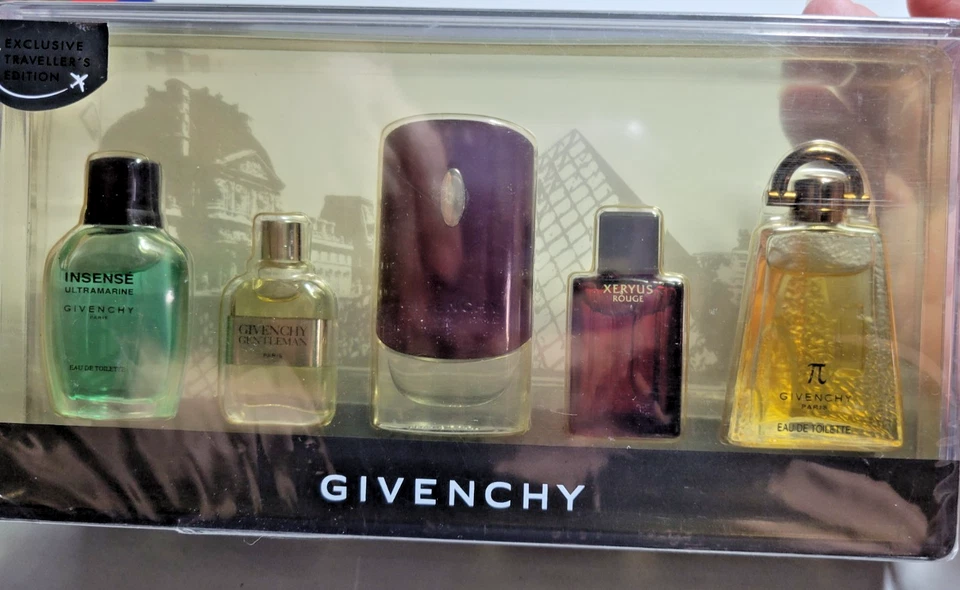 EXCLUSIVE
TRAVELLER'S
EDITION
INSENSÉ
ULTRAMARINE
GIVENCHY
PARIS
EAU DE TOILETTE
GIVENCHY
GENTLEMAN
PARIS
XERYUS
ROUGE
π
GIVENCHY
PARIS
EAU DE TOILETTE
GIVENCHY